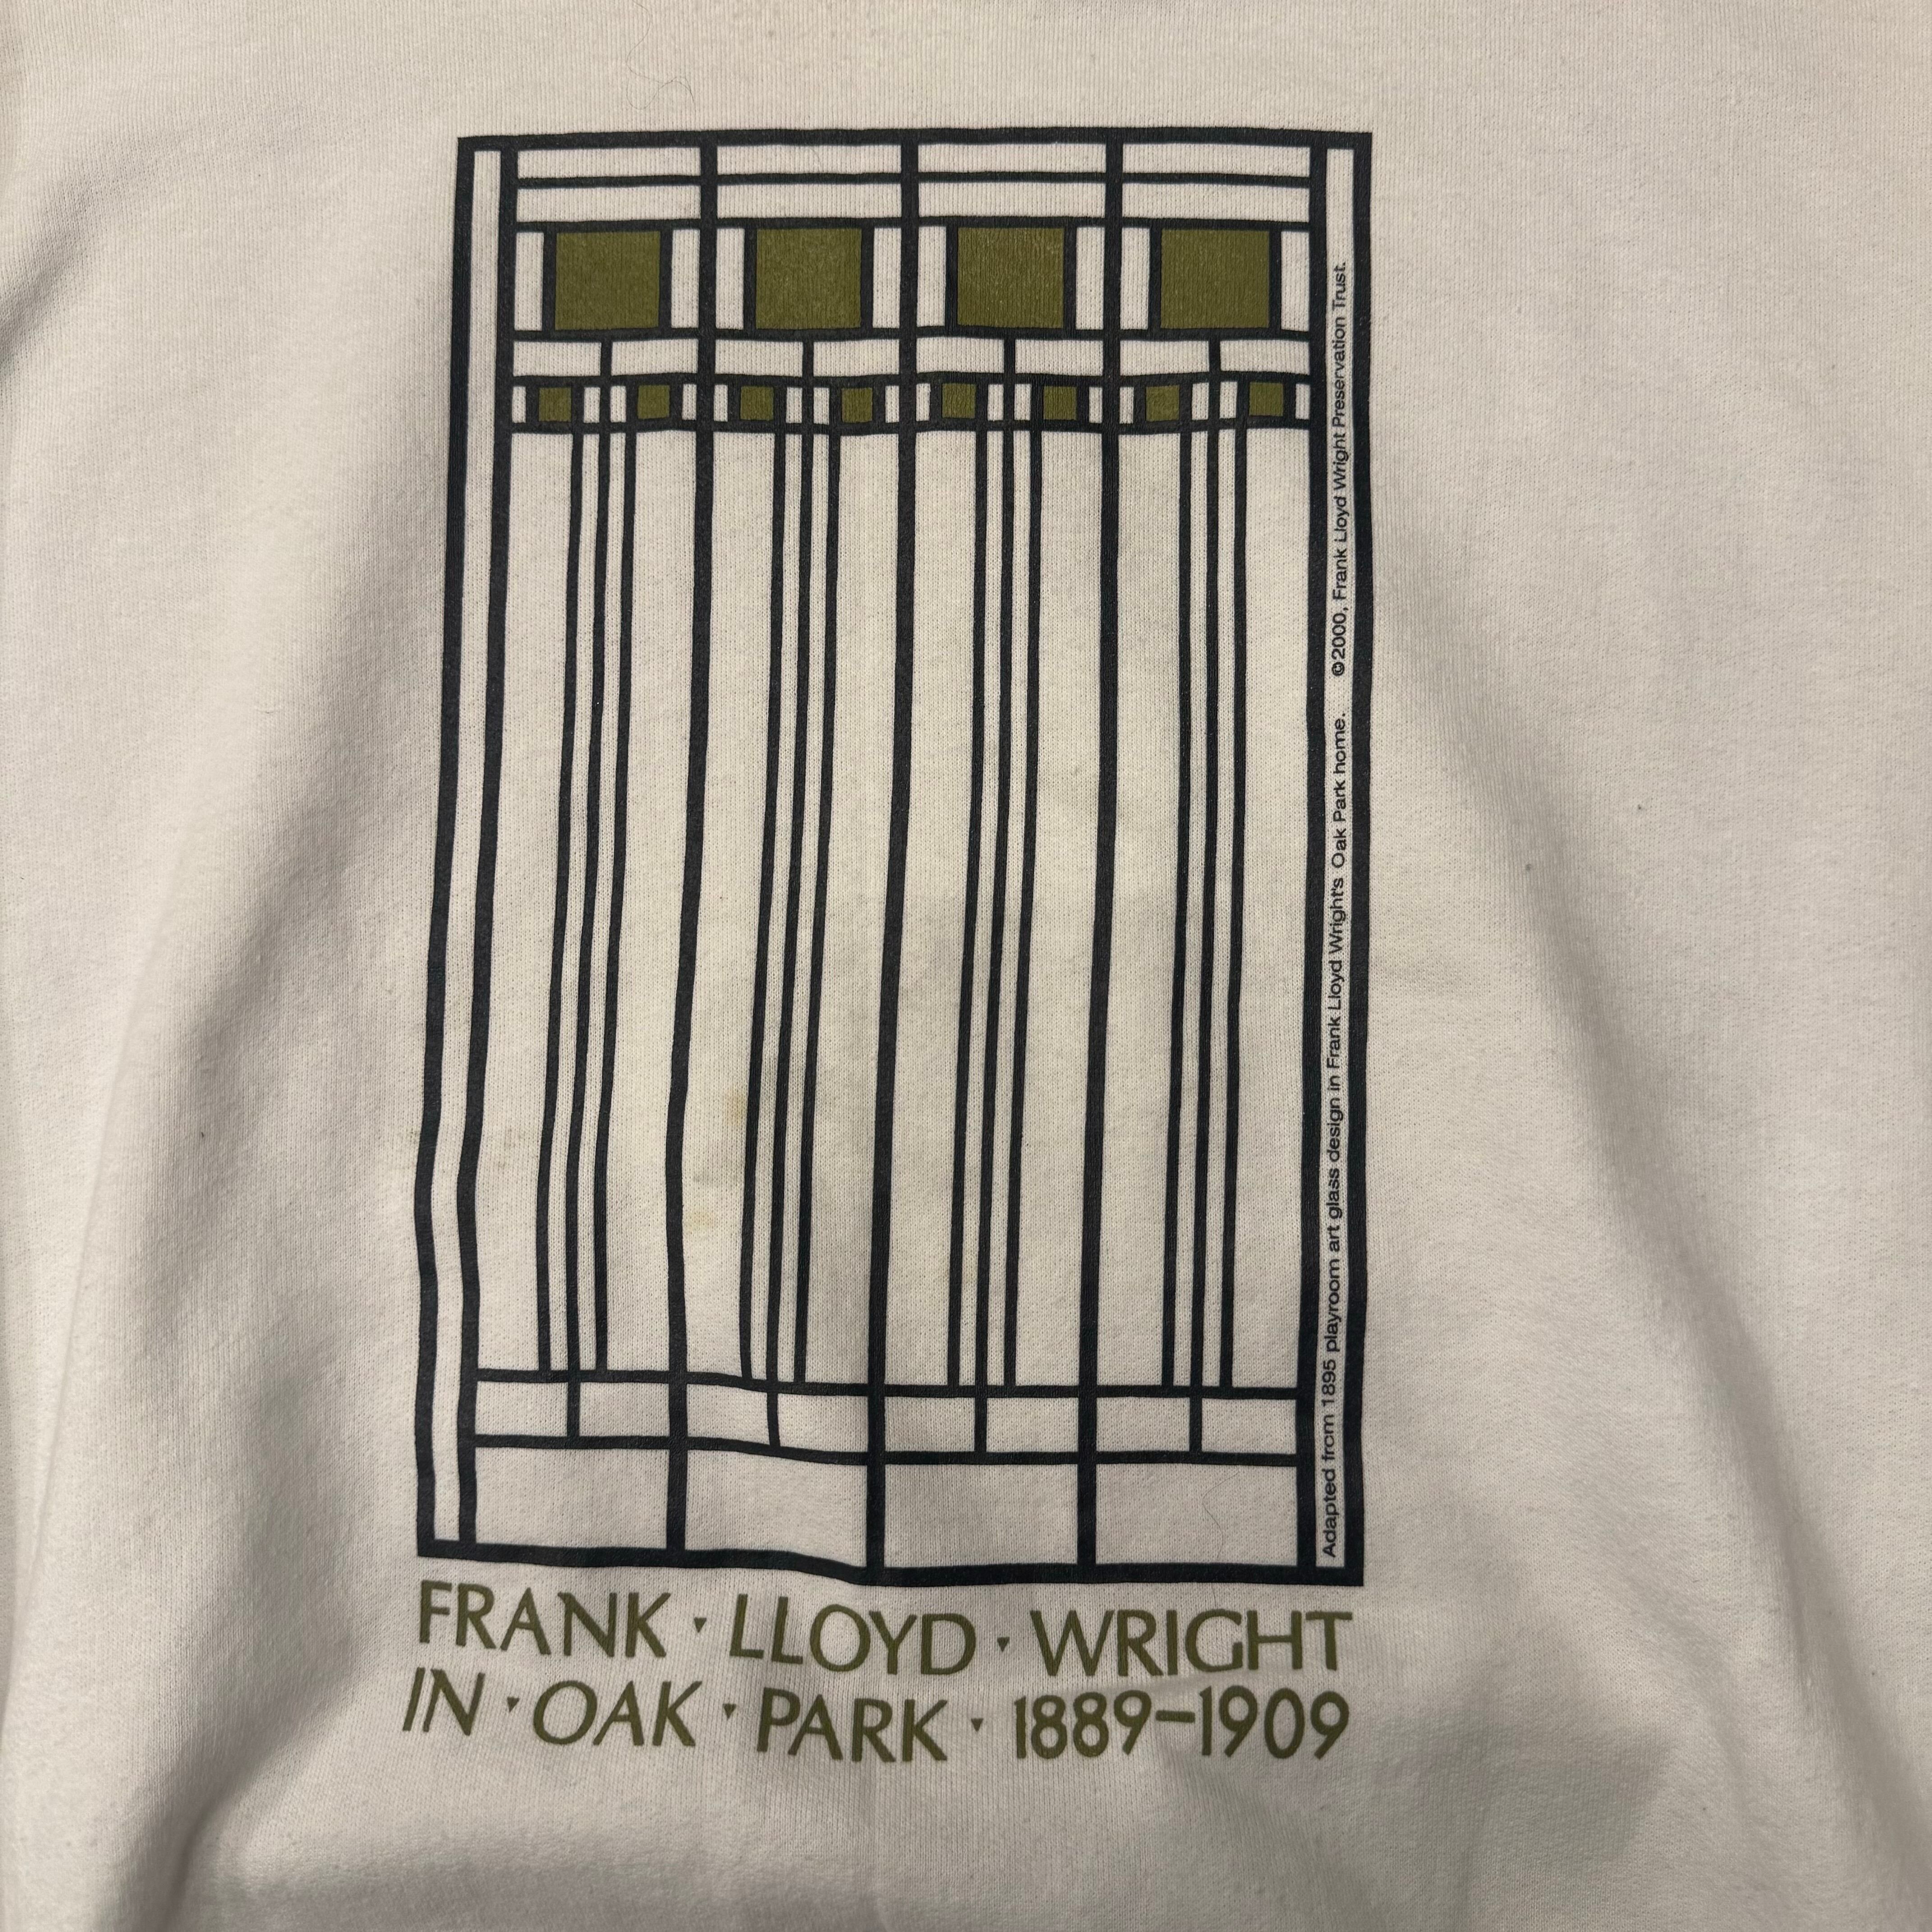 Adapted from 1895 playroom art glass design in Frank Lloyd Wright's Oak Park home. ©2000, Frank Lloyd Wright Preservation Trust.
FRANK ▾ LLOYD ▾ WRIGHT
IN ▾ OAK ▾ PARK ▾ 1889–1909